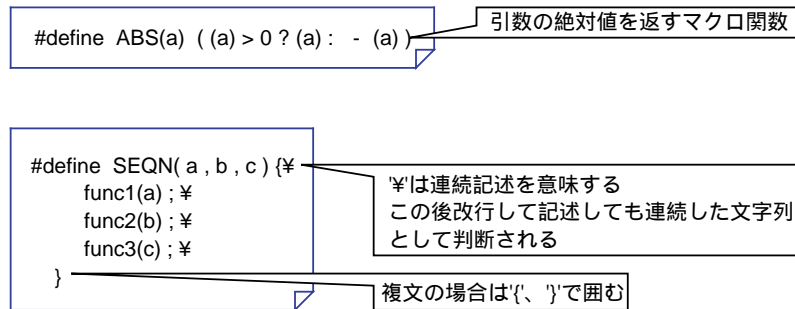 #define ABS(a) ( (a) > 0 ? (a) : - (a) )
引数の絶対値を返すマクロ関数
#define SEQN( a , b , c ) {¥
func1(a) ; ¥
func2(b) ; ¥
func3(c) ; ¥
}
'¥'は連続記述を意味する
この後改行して記述しても連続した文字列
として判断される
複文の場合は'{'、'}'で囲む